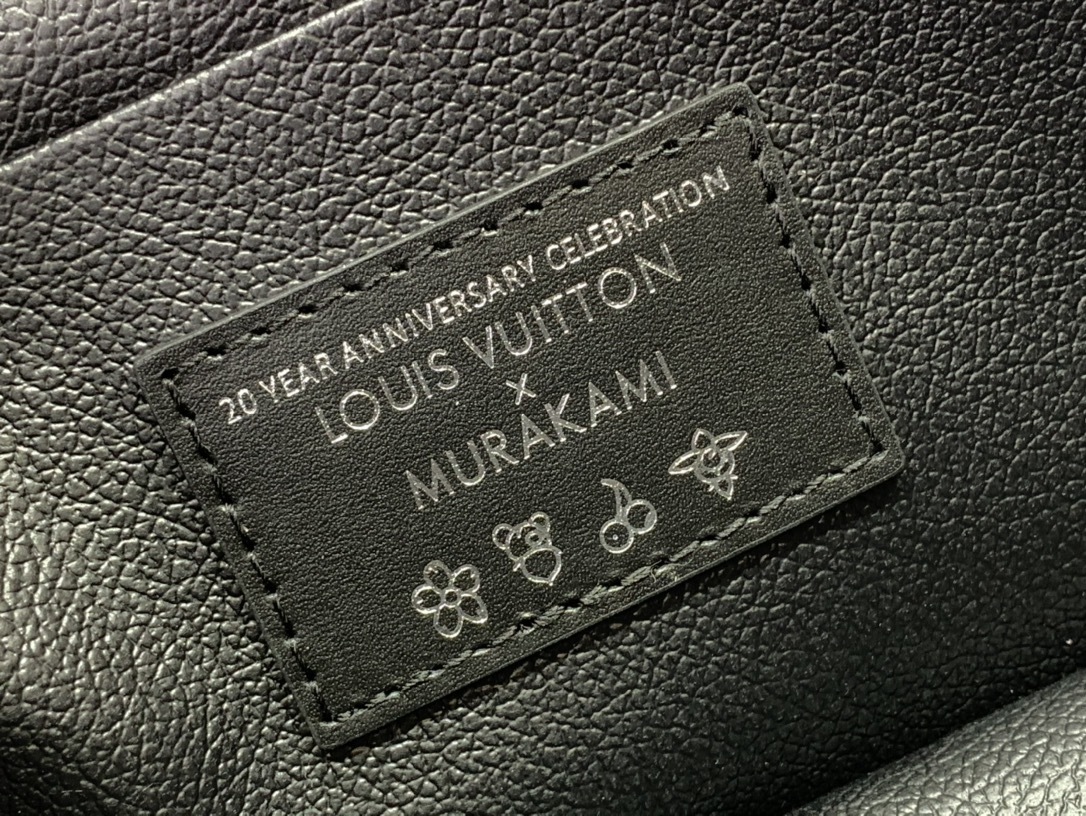 20 YEAR ANNIVERSARY CELEBRATION
LOUIS VUITTON
x
MURAKAMI